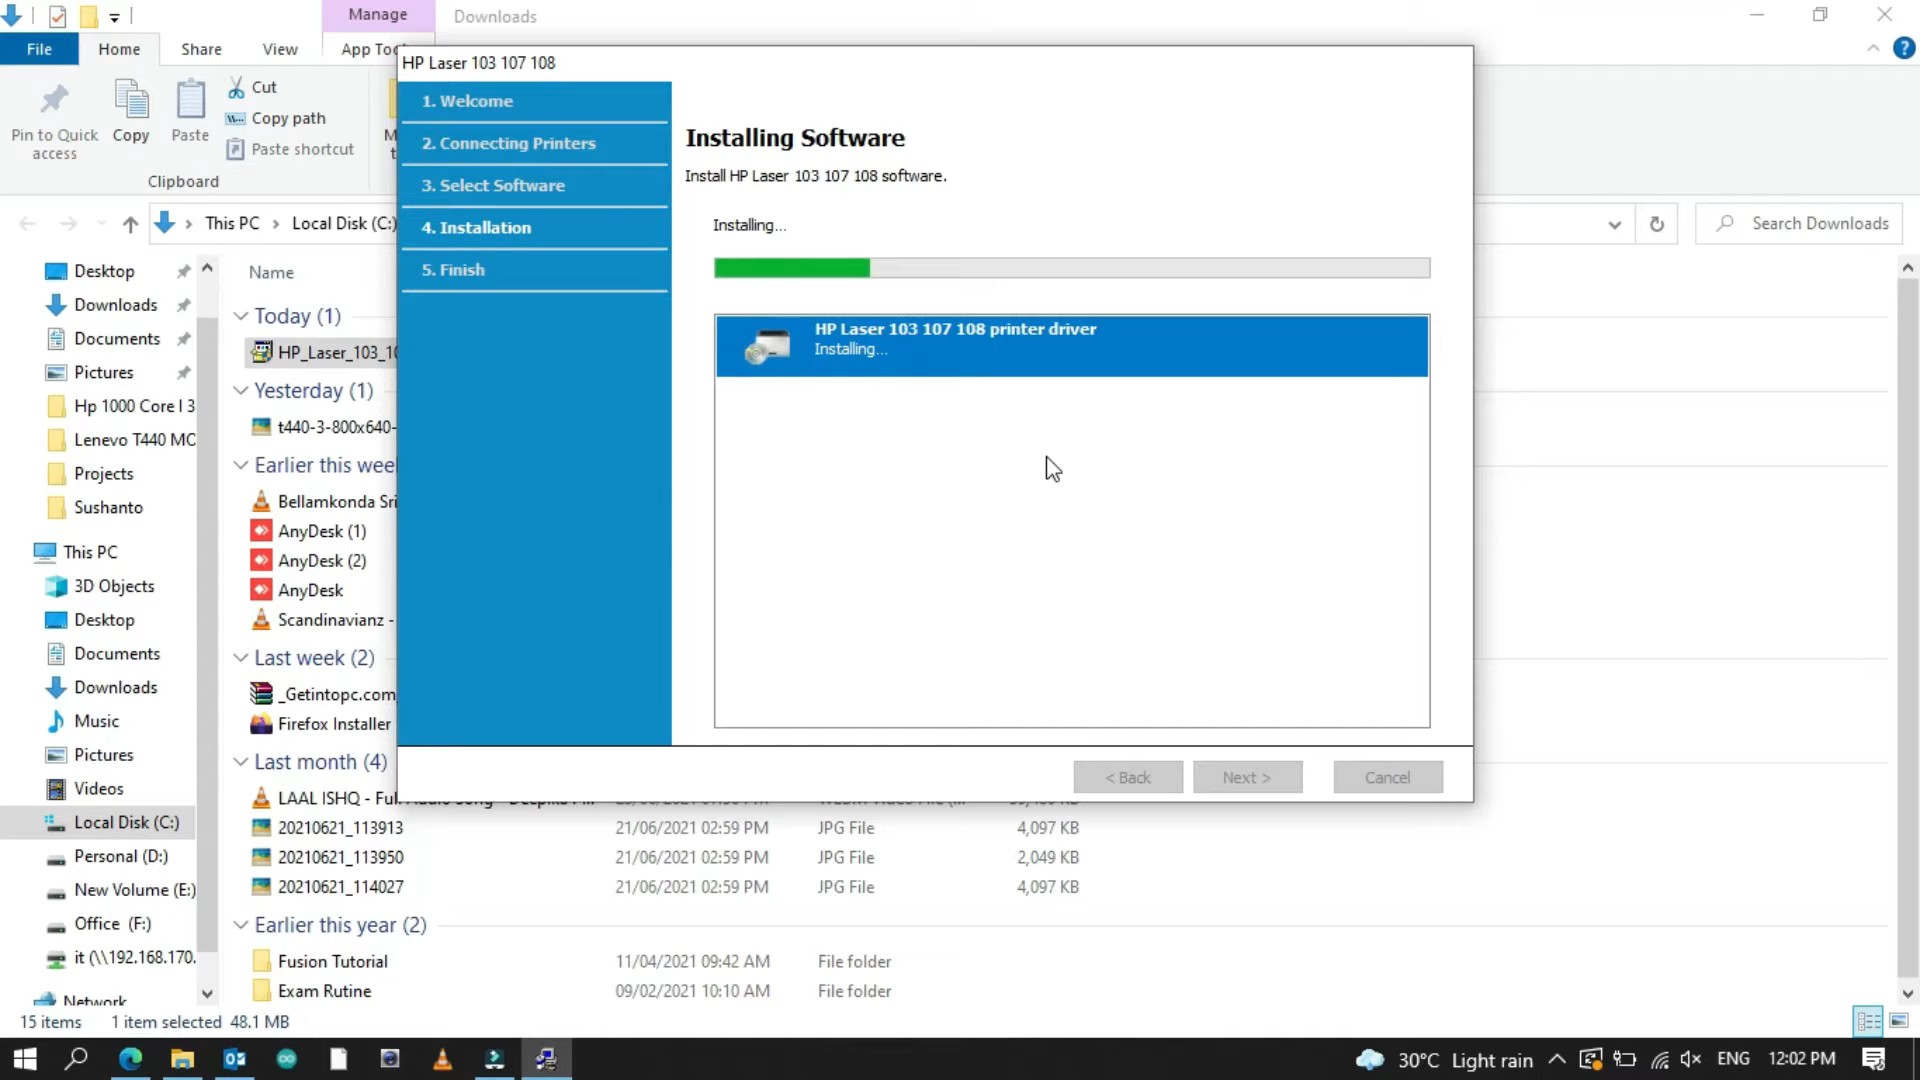 Manage
Downloads
File
Home
Share
View
App Too
Pin to Quick
access
Copy
Paste
Cut
Copy path
Paste shortcut
M
t
Clipboard
HP Laser 103 107 108
1. Welcome
2. Connecting Printers
3. Select Software
4. Installation
5. Finish
Installing Software
Install HP Laser 103 107 108 software.
Installing...
HP Laser 103 107 108 printer driver
Installing...
< Back
Next >
Cancel
This PC
Local Disk (C:)
Search Downloads
Desktop
Downloads
Documents
Pictures
Hp 1000 Core I 3
Lenevo T440 MO
Projects
Sushanto
This PC
3D Objects
Desktop
Documents
Downloads
Music
Pictures
Videos
Local Disk (C:)
Personal (D:)
New Volume (E:)
Office (F:)
it (\\192.168.170.
Network
Name
Today (1)
HP_Laser_103_10
Yesterday (1)
t440-3-800x640-
Earlier this week
Bellamkonda Sri
AnyDesk (1)
AnyDesk (2)
AnyDesk
Scandinavianz -
Last week (2)
_Getintopc.com_
Firefox Installer
Last month (4)
LAAL ISHQ - Full Audio Song - Deepika P...
20210621_113913 21/06/2021 02:59 PM JPG File 4,097 KB
20210621_113950 21/06/2021 02:59 PM JPG File 2,049 KB
20210621_114027 21/06/2021 02:59 PM JPG File 4,097 KB
Earlier this year (2)
Fusion Tutorial 11/04/2021 09:42 AM File folder
Exam Rutine 09/02/2021 10:10 AM File folder
15 items 1 item selected 48.1 MB
30°C Light rain ENG 12:02 PM